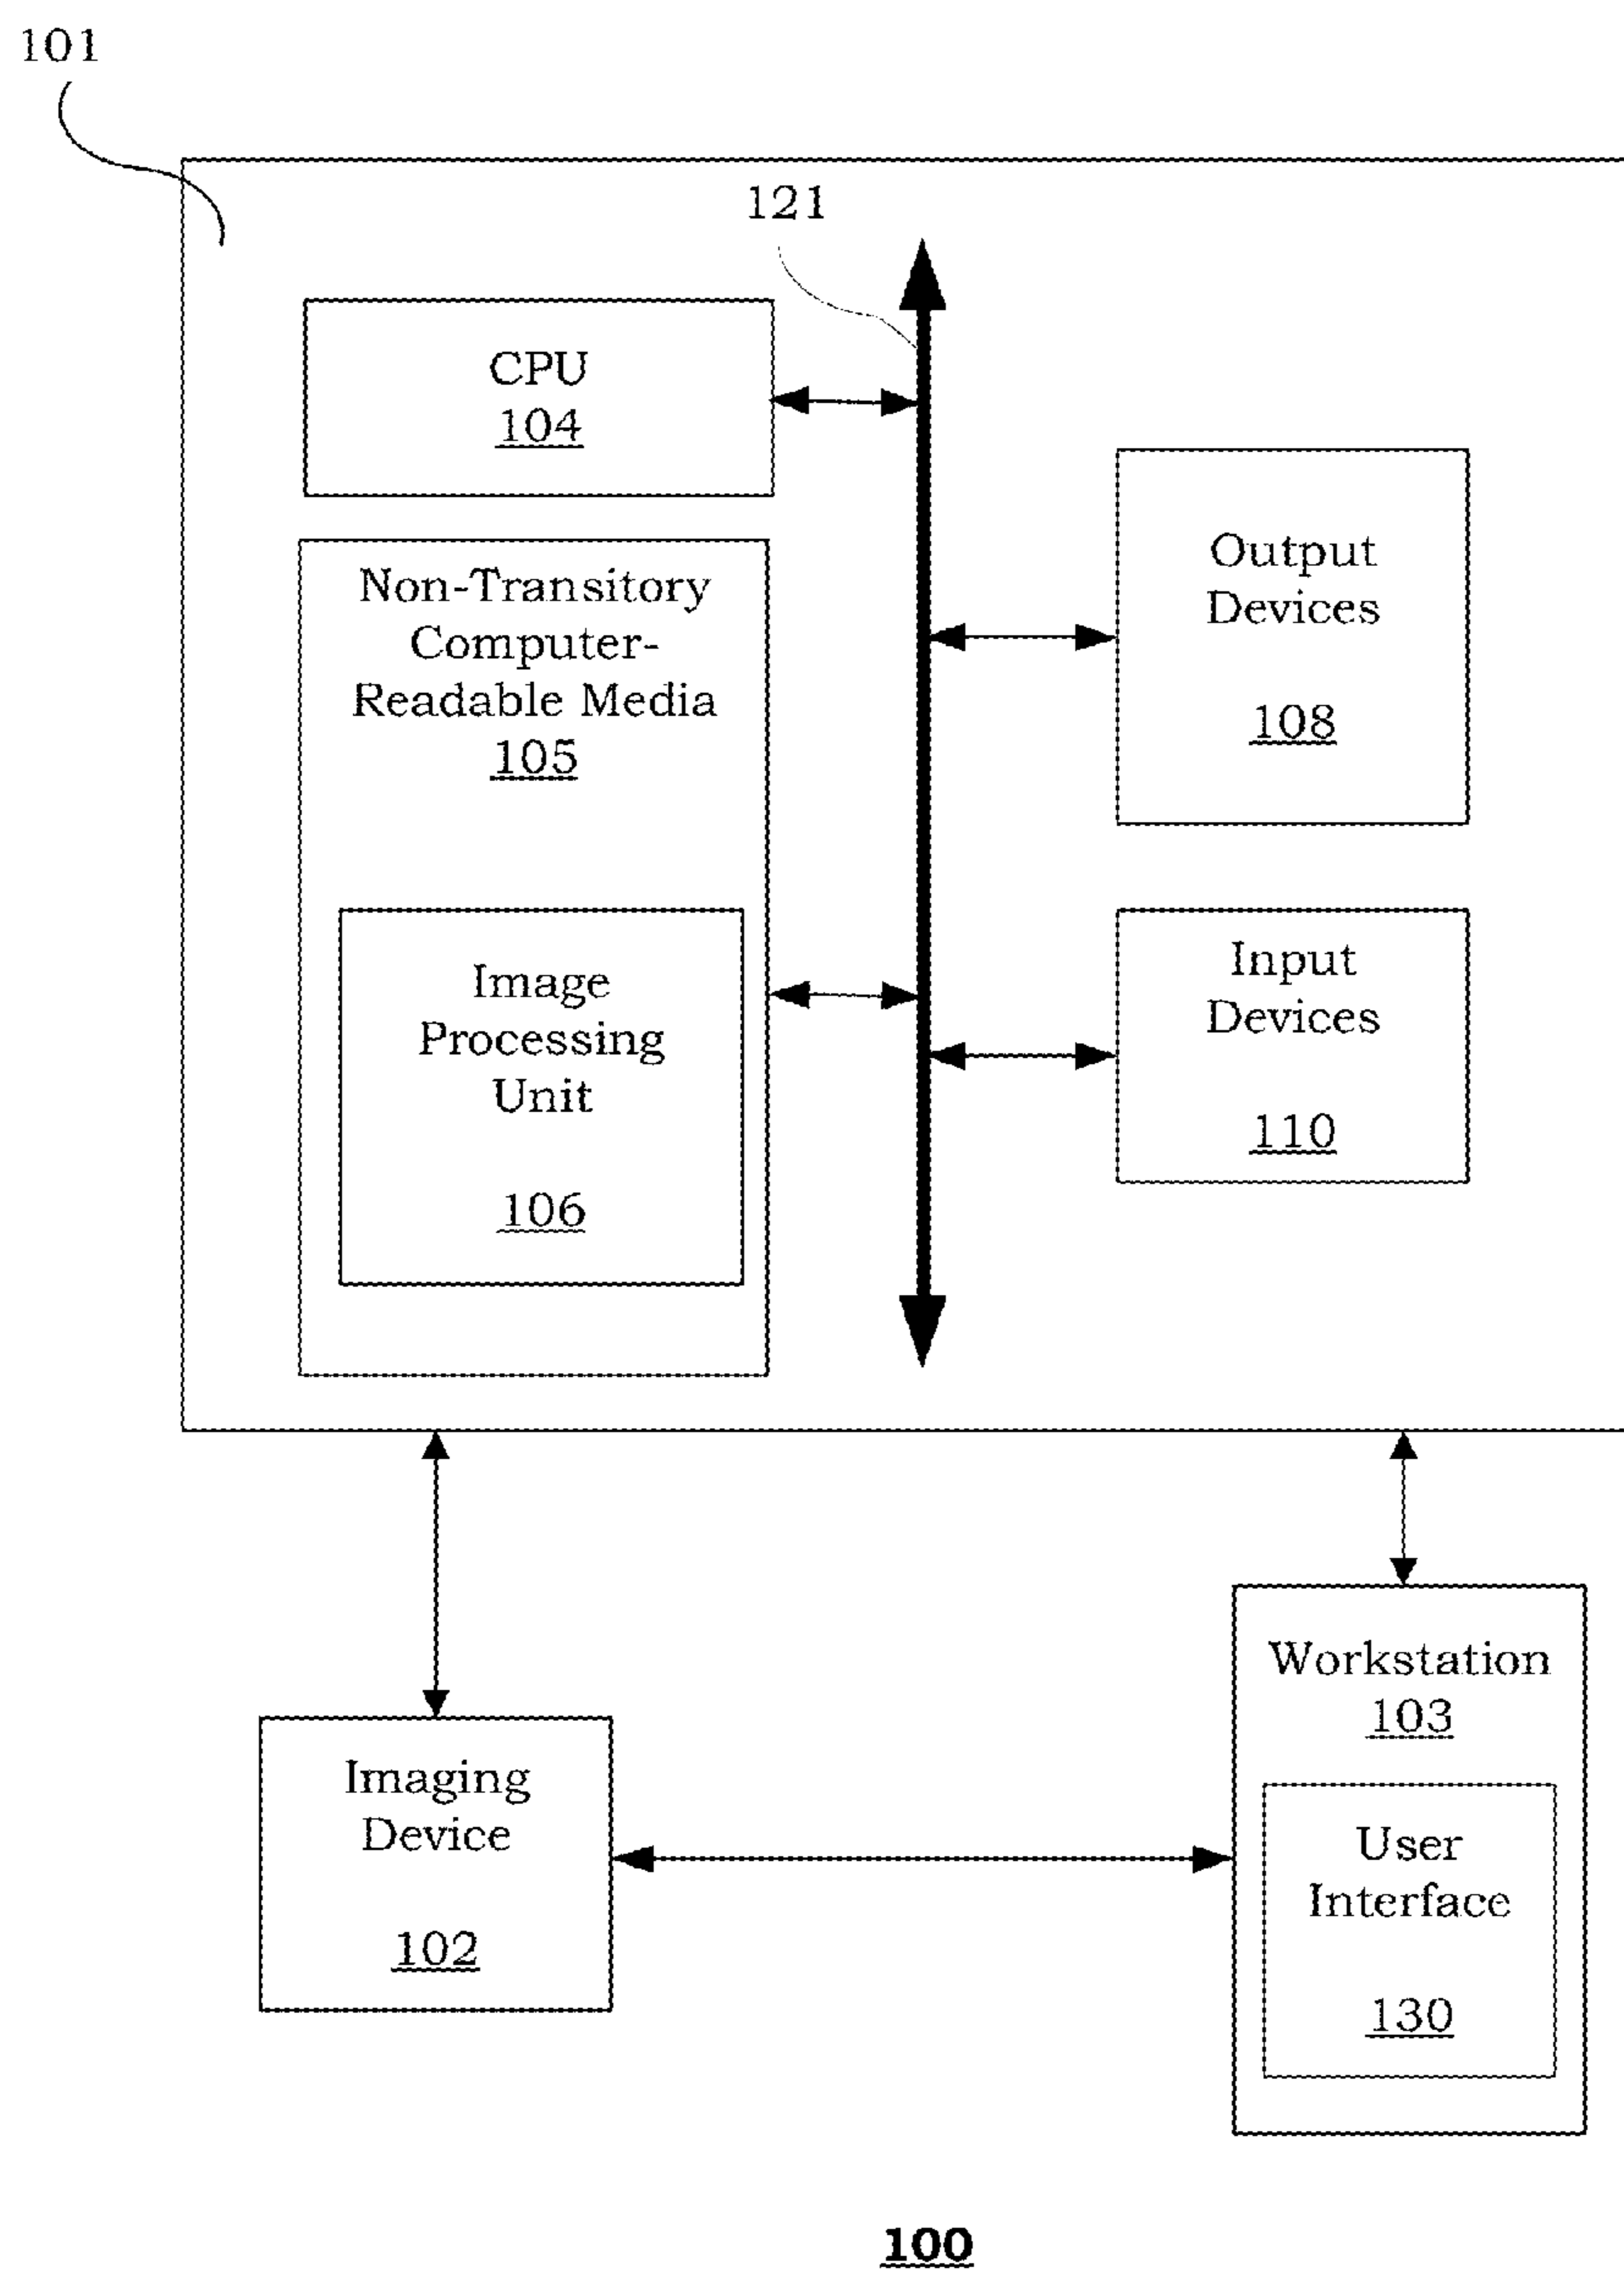 101
121
CPU
104
Non-Transitory
Computer-
Readable Media
105
Image
Processing
Unit
106
Output
Devices
108
Input
Devices
110
Imaging
Device
102
Workstation
103
User
Interface
130
100